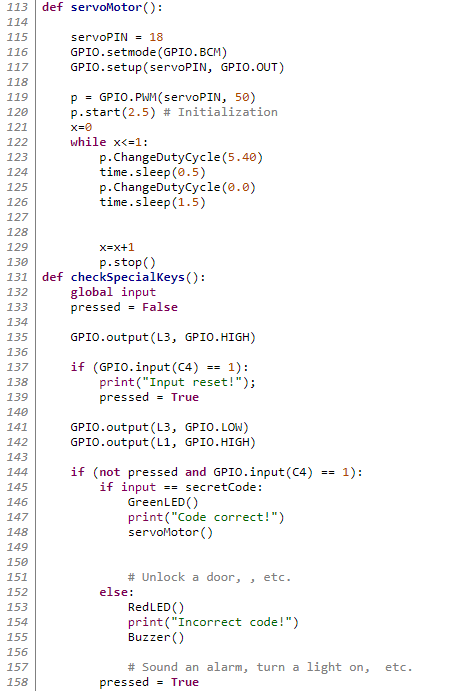 113 def servoMotor():
114
115     servoPIN = 18
116     GPIO.setmode(GPIO.BCM)
117     GPIO.setup(servoPIN, GPIO.OUT)
118
119     p = GPIO.PWM(servoPIN, 50)
120     p.start(2.5) # Initialization
121     x=0
122     while x<=1:
123         p.ChangeDutyCycle(5.40)
124         time.sleep(0.5)
125         p.ChangeDutyCycle(0.0)
126         time.sleep(1.5)
127
128
129         x=x+1
130         p.stop()
131 def checkSpecialKeys():
132     global input
133     pressed = False
134
135     GPIO.output(L3, GPIO.HIGH)
136
137     if (GPIO.input(C4) == 1):
138         print("Input reset!");
139         pressed = True
140
141     GPIO.output(L3, GPIO.LOW)
142     GPIO.output(L1, GPIO.HIGH)
143
144     if (not pressed and GPIO.input(C4) == 1):
145         if input == secretCode:
146             GreenLED()
147             print("Code correct!")
148             servoMotor()
149
150
151             # Unlock a door, , etc.
152         else:
153             RedLED()
154             print("Incorrect code!")
155             Buzzer()
156
157             # Sound an alarm, turn a light on,  etc.
158         pressed = True